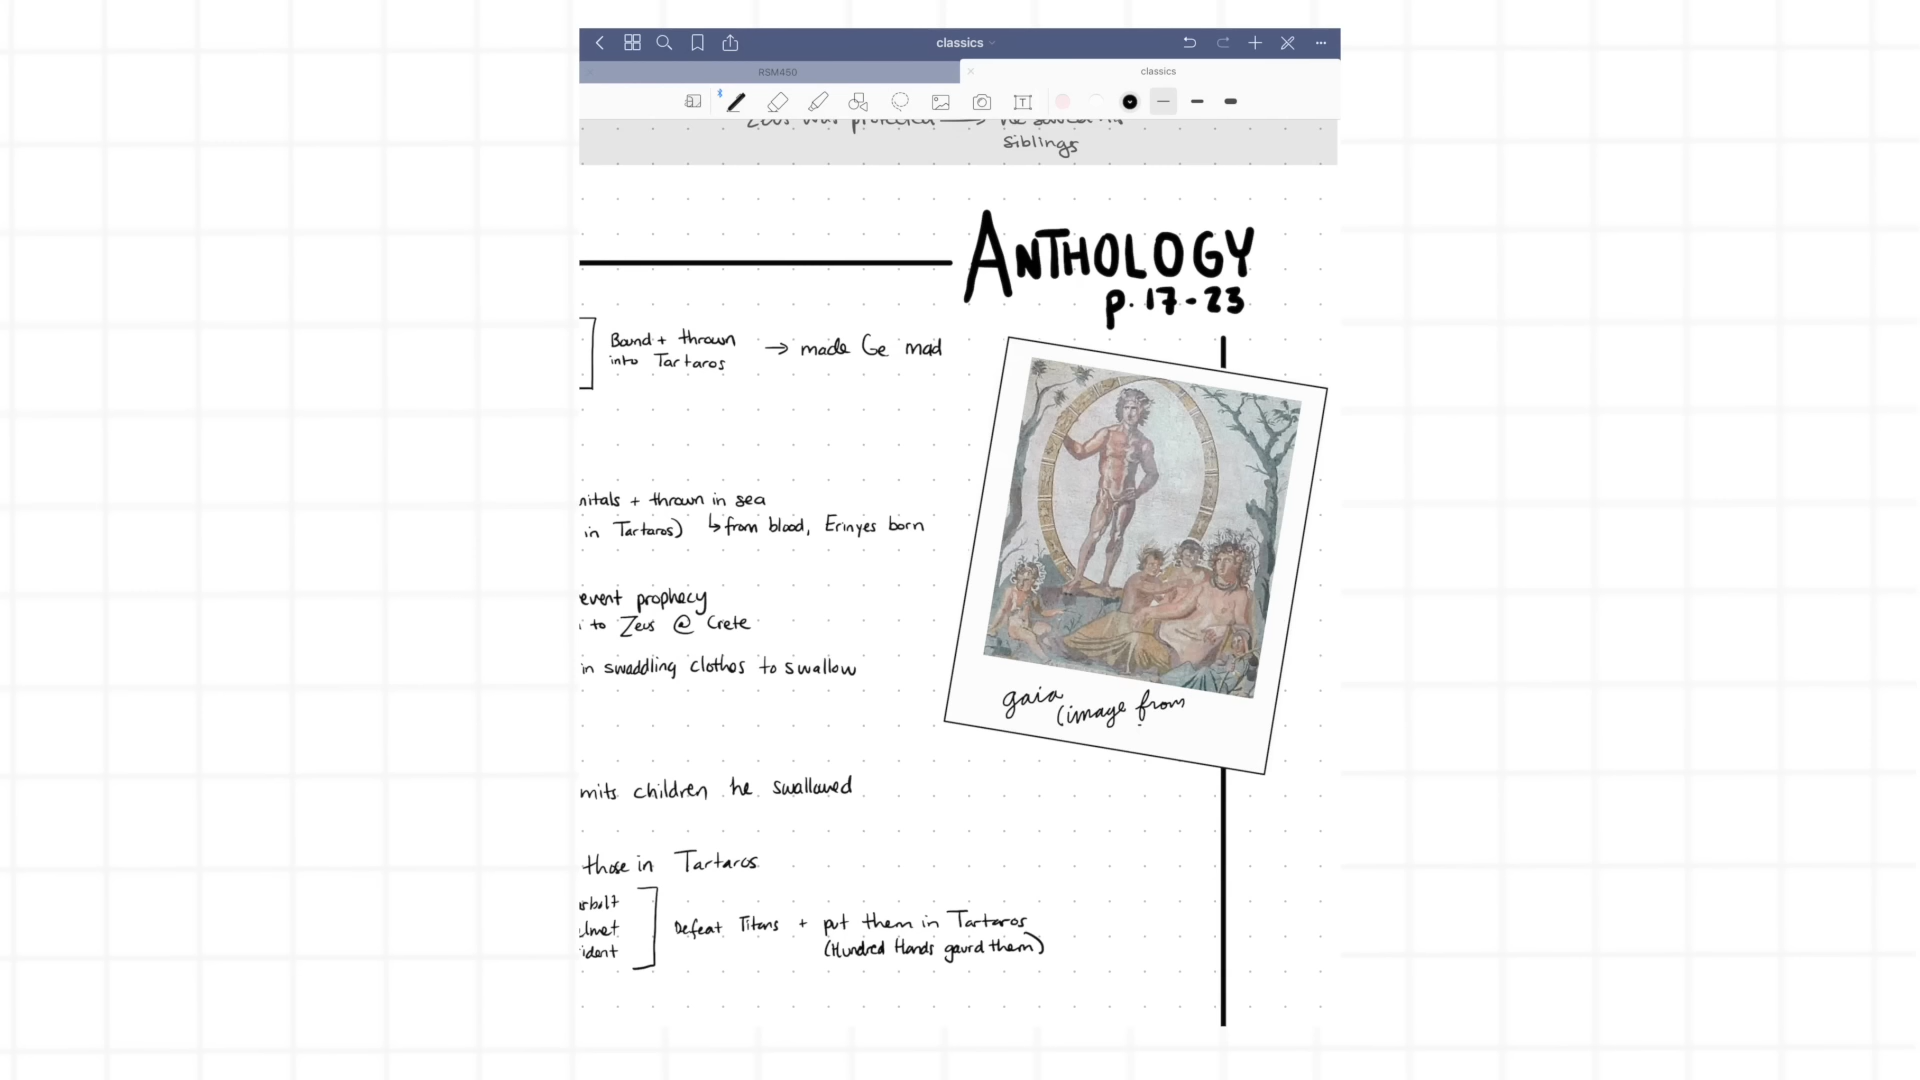 classics
RSM450
classics
siblings
ANTHOLOGY
p. 17-23
Bound + thrown
into Tartaros
→ made Ge mad
nitals + thrown in sea
in Tartaros) ↳ from blood, Erinyes born
event prophecy
to Zeus @ Crete
in swaddling clothes to swallow
gaia
(image from
mits children he swallowed
those in Tartaros
rbolt
lmet
ident
Defeat Titans + put them in Tartaros
(Hundred Hands gaurd them)